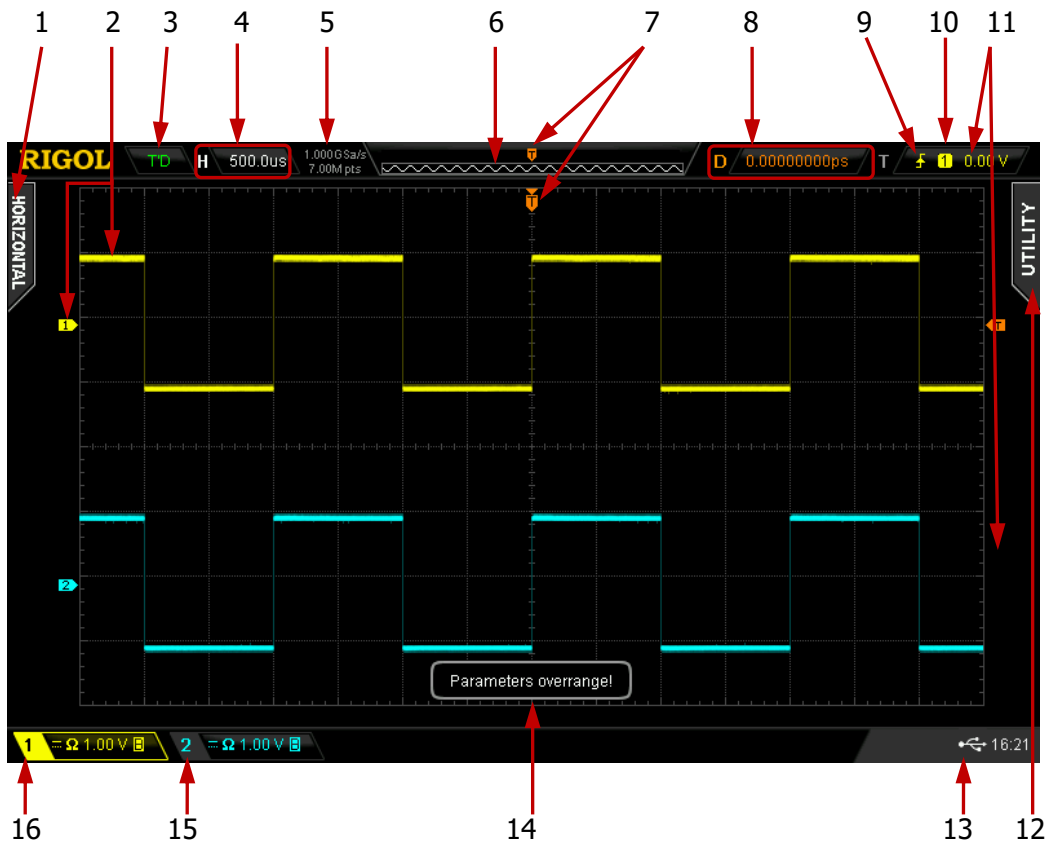 1 2 3 4 5 6 7 8 9 10 11
RIGOL T'D H 500.0us 1.000GSa/s D 0.00000000ps T 1 0.00 V
7.00M pts
T
T
HORIZONTAL
UTILITY
1
T
2
Parameters overrange!
1 Ω 1.00 V B 2 Ω 1.00 V B 16:21
16 15 14 13 12